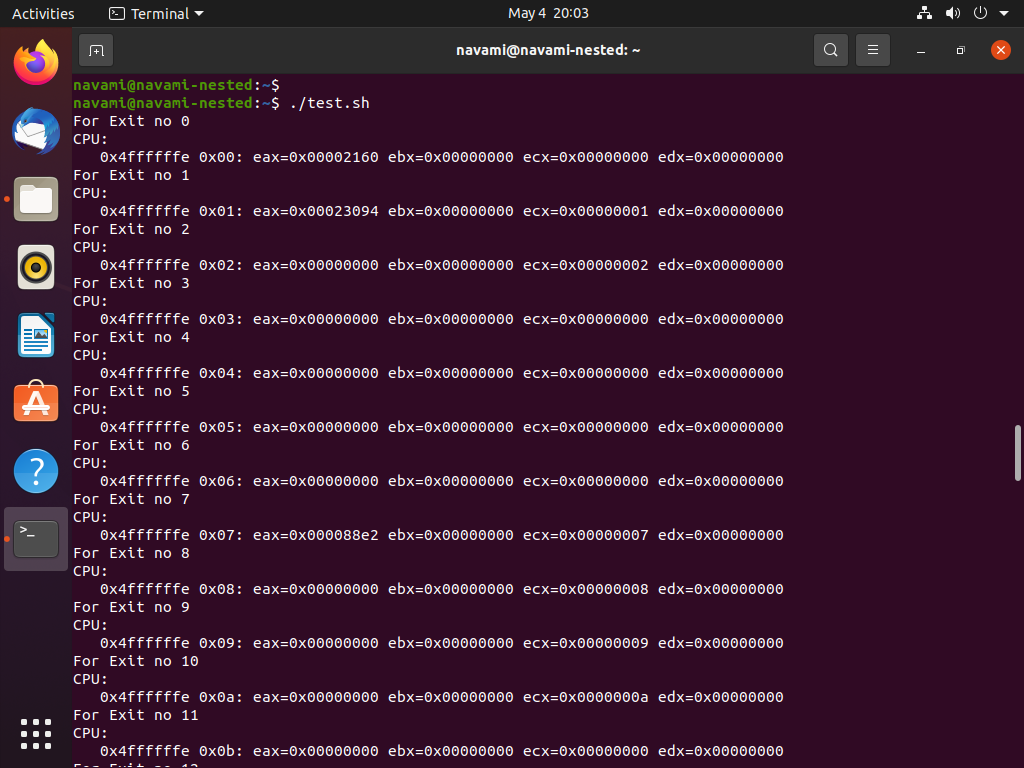 Activities Terminal May 4 20:03
navami@navami-nested: ~
navami@navami-nested:~$
navami@navami-nested:~$ ./test.sh
For Exit no 0
CPU:
   0x4ffffffe 0x00: eax=0x00002160 ebx=0x00000000 ecx=0x00000000 edx=0x00000000
For Exit no 1
CPU:
   0x4ffffffe 0x01: eax=0x00023094 ebx=0x00000000 ecx=0x00000001 edx=0x00000000
For Exit no 2
CPU:
   0x4ffffffe 0x02: eax=0x00000000 ebx=0x00000000 ecx=0x00000002 edx=0x00000000
For Exit no 3
CPU:
   0x4ffffffe 0x03: eax=0x00000000 ebx=0x00000000 ecx=0x00000000 edx=0x00000000
For Exit no 4
CPU:
   0x4ffffffe 0x04: eax=0x00000000 ebx=0x00000000 ecx=0x00000000 edx=0x00000000
For Exit no 5
CPU:
   0x4ffffffe 0x05: eax=0x00000000 ebx=0x00000000 ecx=0x00000000 edx=0x00000000
For Exit no 6
CPU:
   0x4ffffffe 0x06: eax=0x00000000 ebx=0x00000000 ecx=0x00000000 edx=0x00000000
For Exit no 7
CPU:
   0x4ffffffe 0x07: eax=0x000088e2 ebx=0x00000000 ecx=0x00000007 edx=0x00000000
For Exit no 8
CPU:
   0x4ffffffe 0x08: eax=0x00000000 ebx=0x00000000 ecx=0x00000008 edx=0x00000000
For Exit no 9
CPU:
   0x4ffffffe 0x09: eax=0x00000000 ebx=0x00000000 ecx=0x00000009 edx=0x00000000
For Exit no 10
CPU:
   0x4ffffffe 0x0a: eax=0x00000000 ebx=0x00000000 ecx=0x0000000a edx=0x00000000
For Exit no 11
CPU:
   0x4ffffffe 0x0b: eax=0x00000000 ebx=0x00000000 ecx=0x00000000 edx=0x00000000